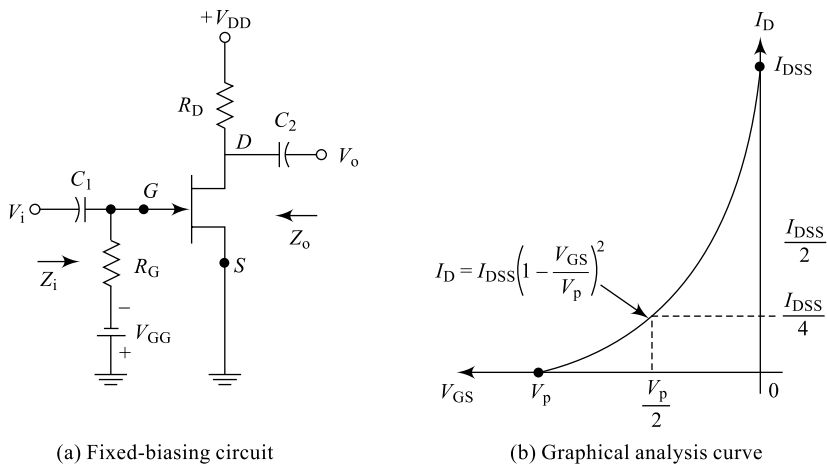 +V_DD
R_D
C_2
D
V_o
C_1
G
V_i
Z_o
Z_i
R_G
S
−
V_GG
+
(a) Fixed-biasing circuit
I_D
I_DSS
I_DSS/2
I_D = I_DSS(1 − V_GS/V_p)^2
I_DSS/4
V_GS
V_p
V_p/2
0
(b) Graphical analysis curve